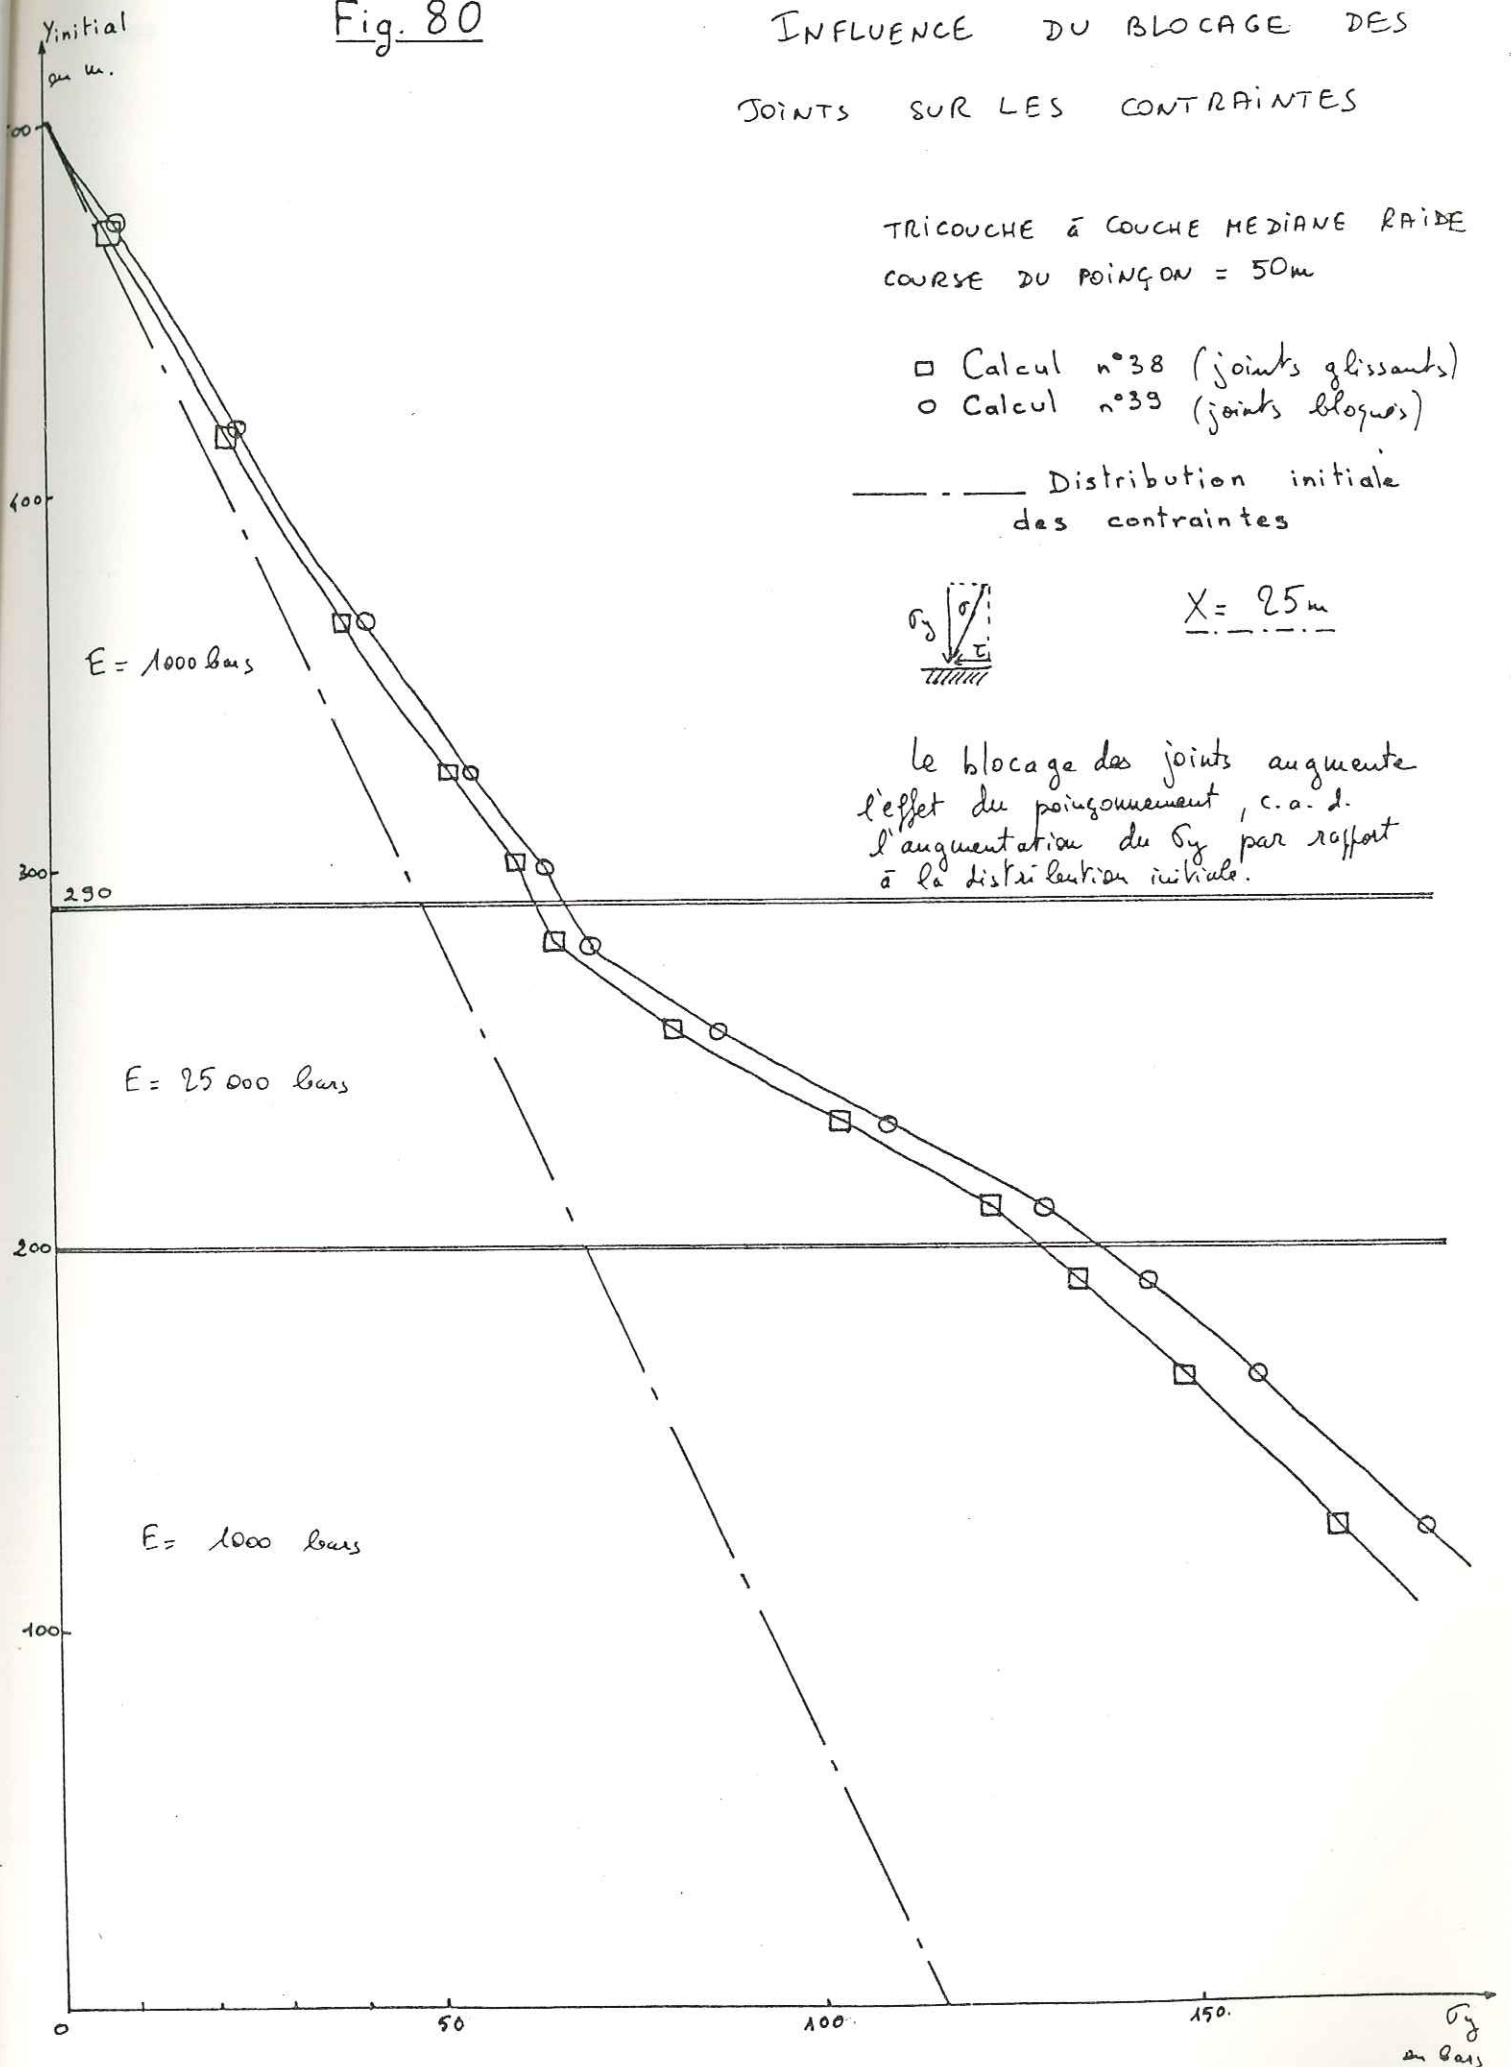 Fig. 80
INFLUENCE DU BLOCAGE DES
JOINTS SUR LES CONTRAINTES
Yinitial
en m.
TRICOUCHE à COUCHE MEDIANE RAIDE
COURSE DU POINÇON = 50m
□ Calcul n°38 (joints glissants)
○ Calcul n°39 (joints bloqués)
Distribution initiale
des contraintes
σy σ τ
X = 25m
Le blocage des joints augmente
l'effet du poinçonnement, c.a.d.
l'augmentation du σy par rapport
à la distribution initiale.
00
400
E = 1000 bars
300
290
E = 25 000 bars
200
E = 1000 bars
100
0 50 100 150.
σy
en bars